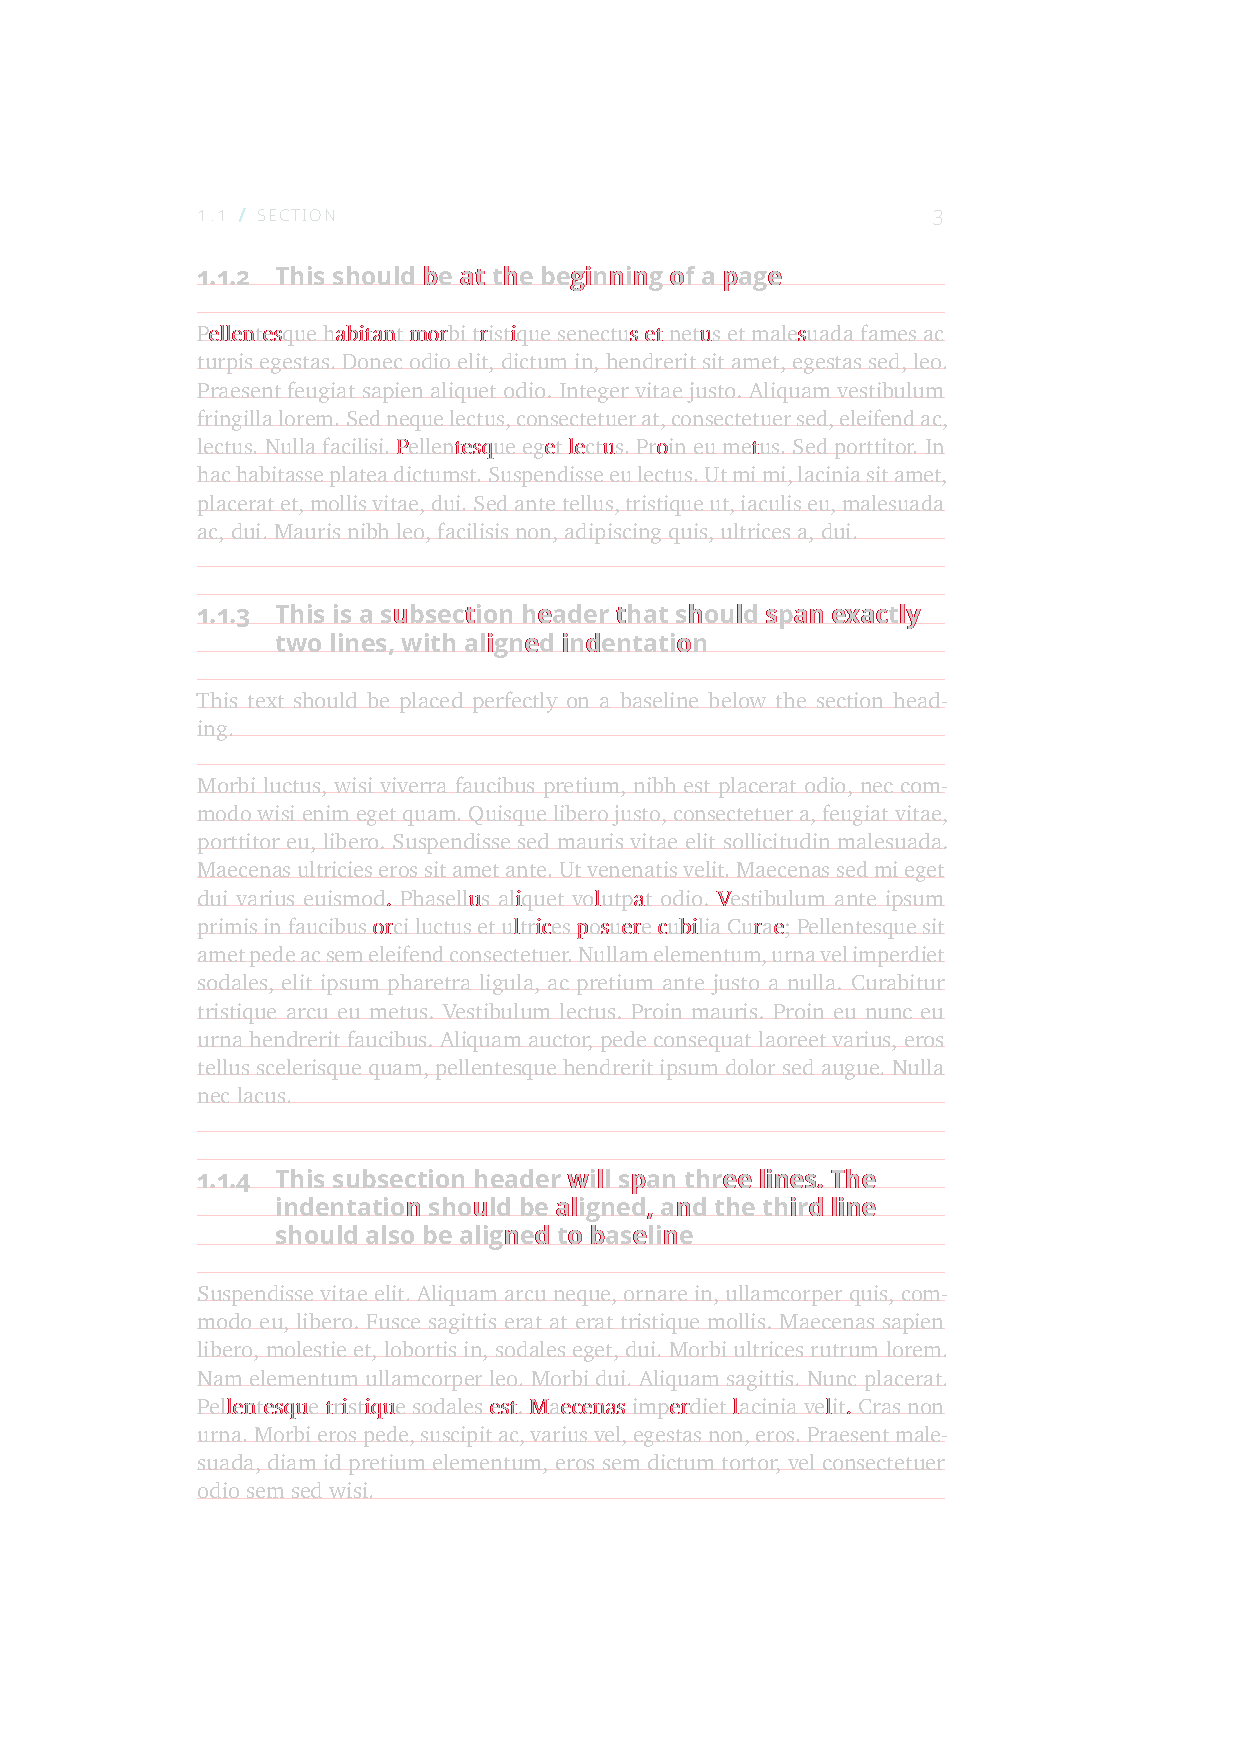 1.1 / SECTION 3
1.1.2 This should be at the beginning of a page
Pellentesque habitant morbi tristique senectus et netus et malesuada fames ac
turpis egestas. Donec odio elit, dictum in, hendrerit sit amet, egestas sed, leo.
Praesent feugiat sapien aliquet odio. Integer vitae justo. Aliquam vestibulum
fringilla lorem. Sed neque lectus, consectetuer at, consectetuer sed, eleifend ac,
lectus. Nulla facilisi. Pellentesque eget lectus. Proin eu metus. Sed porttitor. In
hac habitasse platea dictumst. Suspendisse eu lectus. Ut mi mi, lacinia sit amet,
placerat et, mollis vitae, dui. Sed ante tellus, tristique ut, iaculis eu, malesuada
ac, dui. Mauris nibh leo, facilisis non, adipiscing quis, ultrices a, dui.
1.1.3 This is a subsection header that should span exactly
two lines, with aligned indentation
This text should be placed perfectly on a baseline below the section head-
ing.
Morbi luctus, wisi viverra faucibus pretium, nibh est placerat odio, nec com-
modo wisi enim eget quam. Quisque libero justo, consectetuer a, feugiat vitae,
porttitor eu, libero. Suspendisse sed mauris vitae elit sollicitudin malesuada.
Maecenas ultricies eros sit amet ante. Ut venenatis velit. Maecenas sed mi eget
dui varius euismod. Phasellus aliquet volutpat odio. Vestibulum ante ipsum
primis in faucibus orci luctus et ultrices posuere cubilia Curae; Pellentesque sit
amet pede ac sem eleifend consectetuer. Nullam elementum, urna vel imperdiet
sodales, elit ipsum pharetra ligula, ac pretium ante justo a nulla. Curabitur
tristique arcu eu metus. Vestibulum lectus. Proin mauris. Proin eu nunc eu
urna hendrerit faucibus. Aliquam auctor, pede consequat laoreet varius, eros
tellus scelerisque quam, pellentesque hendrerit ipsum dolor sed augue. Nulla
nec lacus.
1.1.4 This subsection header will span three lines. The
indentation should be aligned, and the third line
should also be aligned to baseline
Suspendisse vitae elit. Aliquam arcu neque, ornare in, ullamcorper quis, com-
modo eu, libero. Fusce sagittis erat at erat tristique mollis. Maecenas sapien
libero, molestie et, lobortis in, sodales eget, dui. Morbi ultrices rutrum lorem.
Nam elementum ullamcorper leo. Morbi dui. Aliquam sagittis. Nunc placerat.
Pellentesque tristique sodales est. Maecenas imperdiet lacinia velit. Cras non
urna. Morbi eros pede, suscipit ac, varius vel, egestas non, eros. Praesent male-
suada, diam id pretium elementum, eros sem dictum tortor, vel consectetuer
odio sem sed wisi.